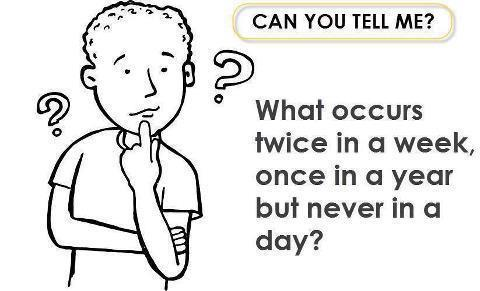 CAN YOU TELL ME?
? ?
What occurs
twice in a week,
once in a year
but never in a
day?